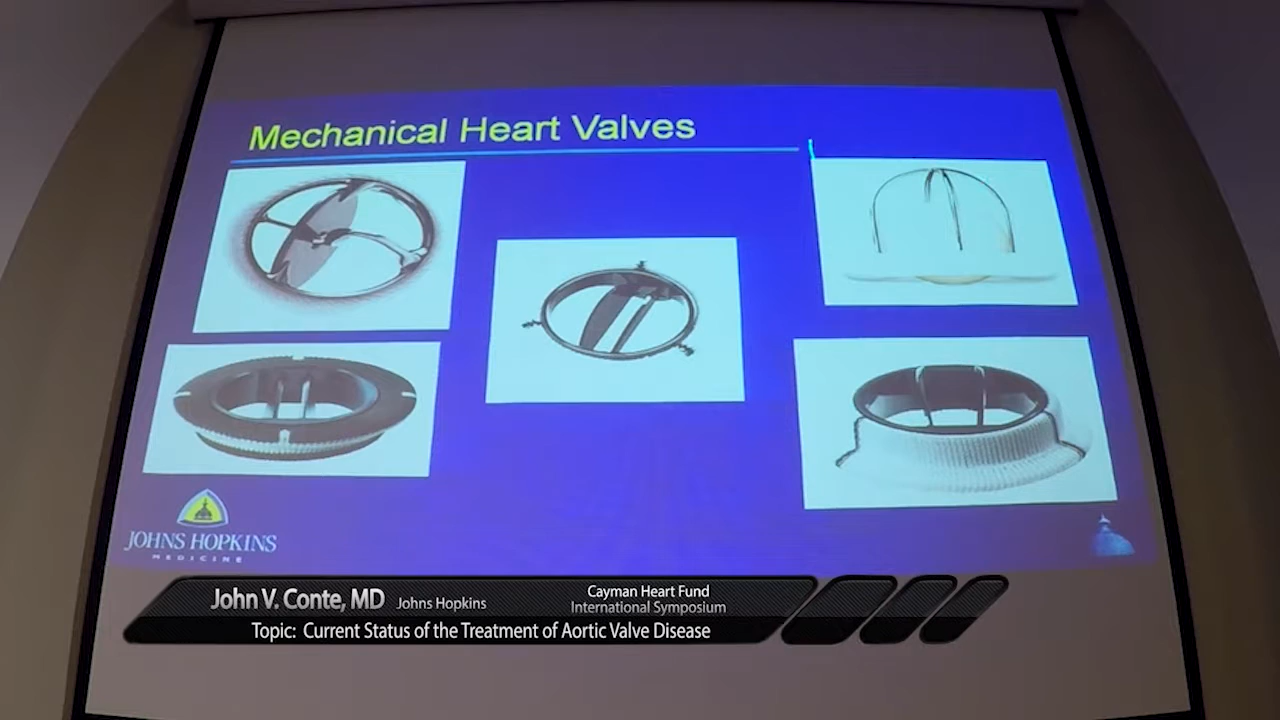 Mechanical Heart Valves
JOHNS HOPKINS
MEDICINE
John V. Conte, MD Johns Hopkins
Cayman Heart Fund
International Symposium
Topic: Current Status of the Treatment of Aortic Valve Disease